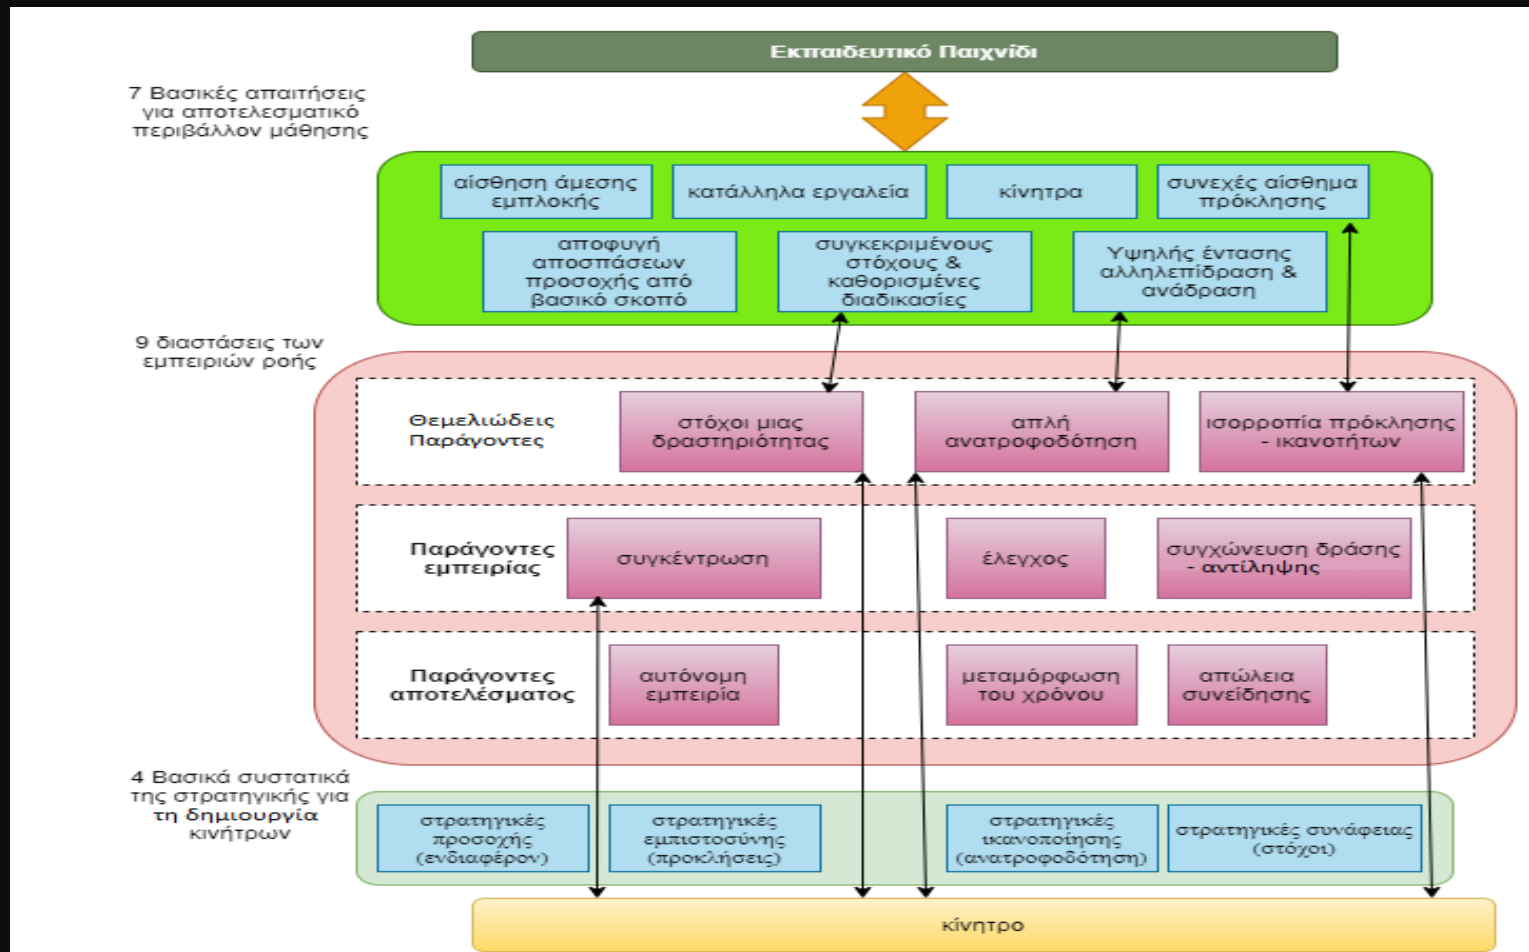 Εκπαιδευτικό Παιχνίδι
7 Βασικές απαιτήσεις
για αποτελεσματικό
περιβάλλον μάθησης
αίσθηση άμεσης
εμπλοκής
κατάλληλα εργαλεία
κίνητρα
συνεχές αίσθημα
πρόκλησης
αποφυγή
αποσπάσεων
προσοχής από
βασικό σκοπό
συγκεκριμένους
στόχους &
καθορισμένες
διαδικασίες
Υψηλής έντασης
αλληλεπίδραση &
ανάδραση
9 διαστάσεις των
εμπειριών ροής
Θεμελιώδεις
Παράγοντες
στόχοι μιας
δραστηριότητας
απλή
ανατροφοδότηση
ισορροπία πρόκλησης
- ικανοτήτων
Παράγοντες
εμπειρίας
συγκέντρωση
έλεγχος
συγχώνευση δράσης
- αντίληψης
Παράγοντες
αποτελέσματος
αυτόνομη
εμπειρία
μεταμόρφωση
του χρόνου
απώλεια
συνείδησης
4 Βασικά συστατικά
της στρατηγικής για
τη δημιουργία
κινήτρων
στρατηγικές
προσοχής
(ενδιαφέρον)
στρατηγικές
εμπιστοσύνης
(προκλήσεις)
στρατηγικές
ικανοποίησης
(ανατροφοδότηση)
στρατηγικές συνάφειας
(στόχοι)
κίνητρο